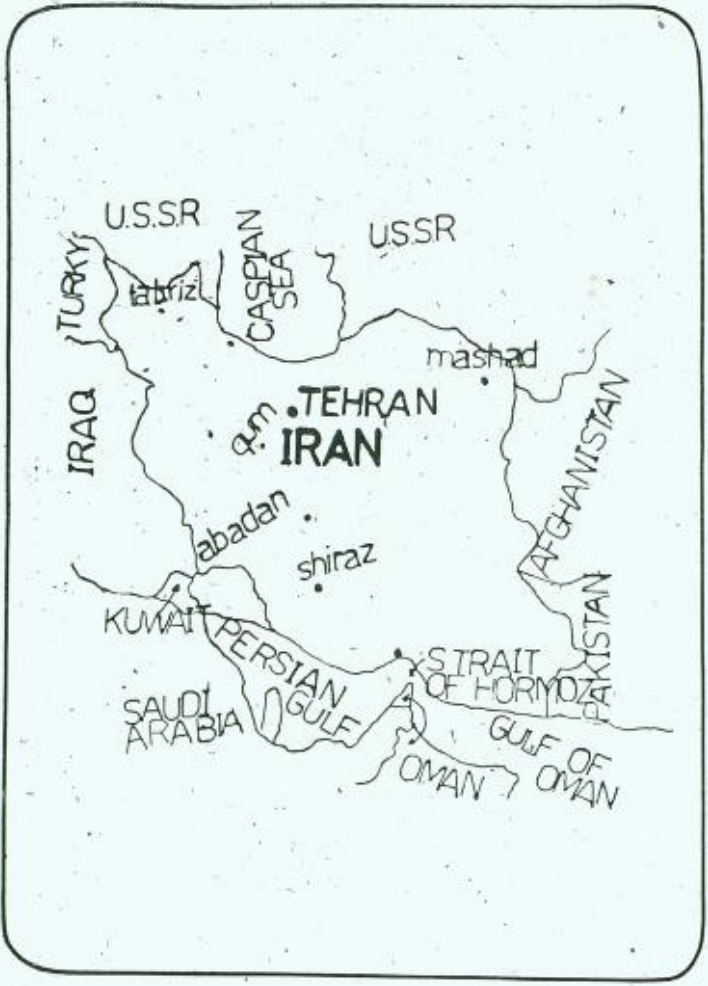 U.S.S.R
U.S.S.R
TURKY
CASPIAN
SEA
tabriz
mashad
TEHRAN
Qum
IRAN
IRAQ
AFGHANISTAN
abadan
shiraz
KUWAIT
PERSIAN
GULF
STRAIT
OF HORMOZ
PAKISTAN
SAUDI
ARABIA
GULF OF
OMAN
OMAN